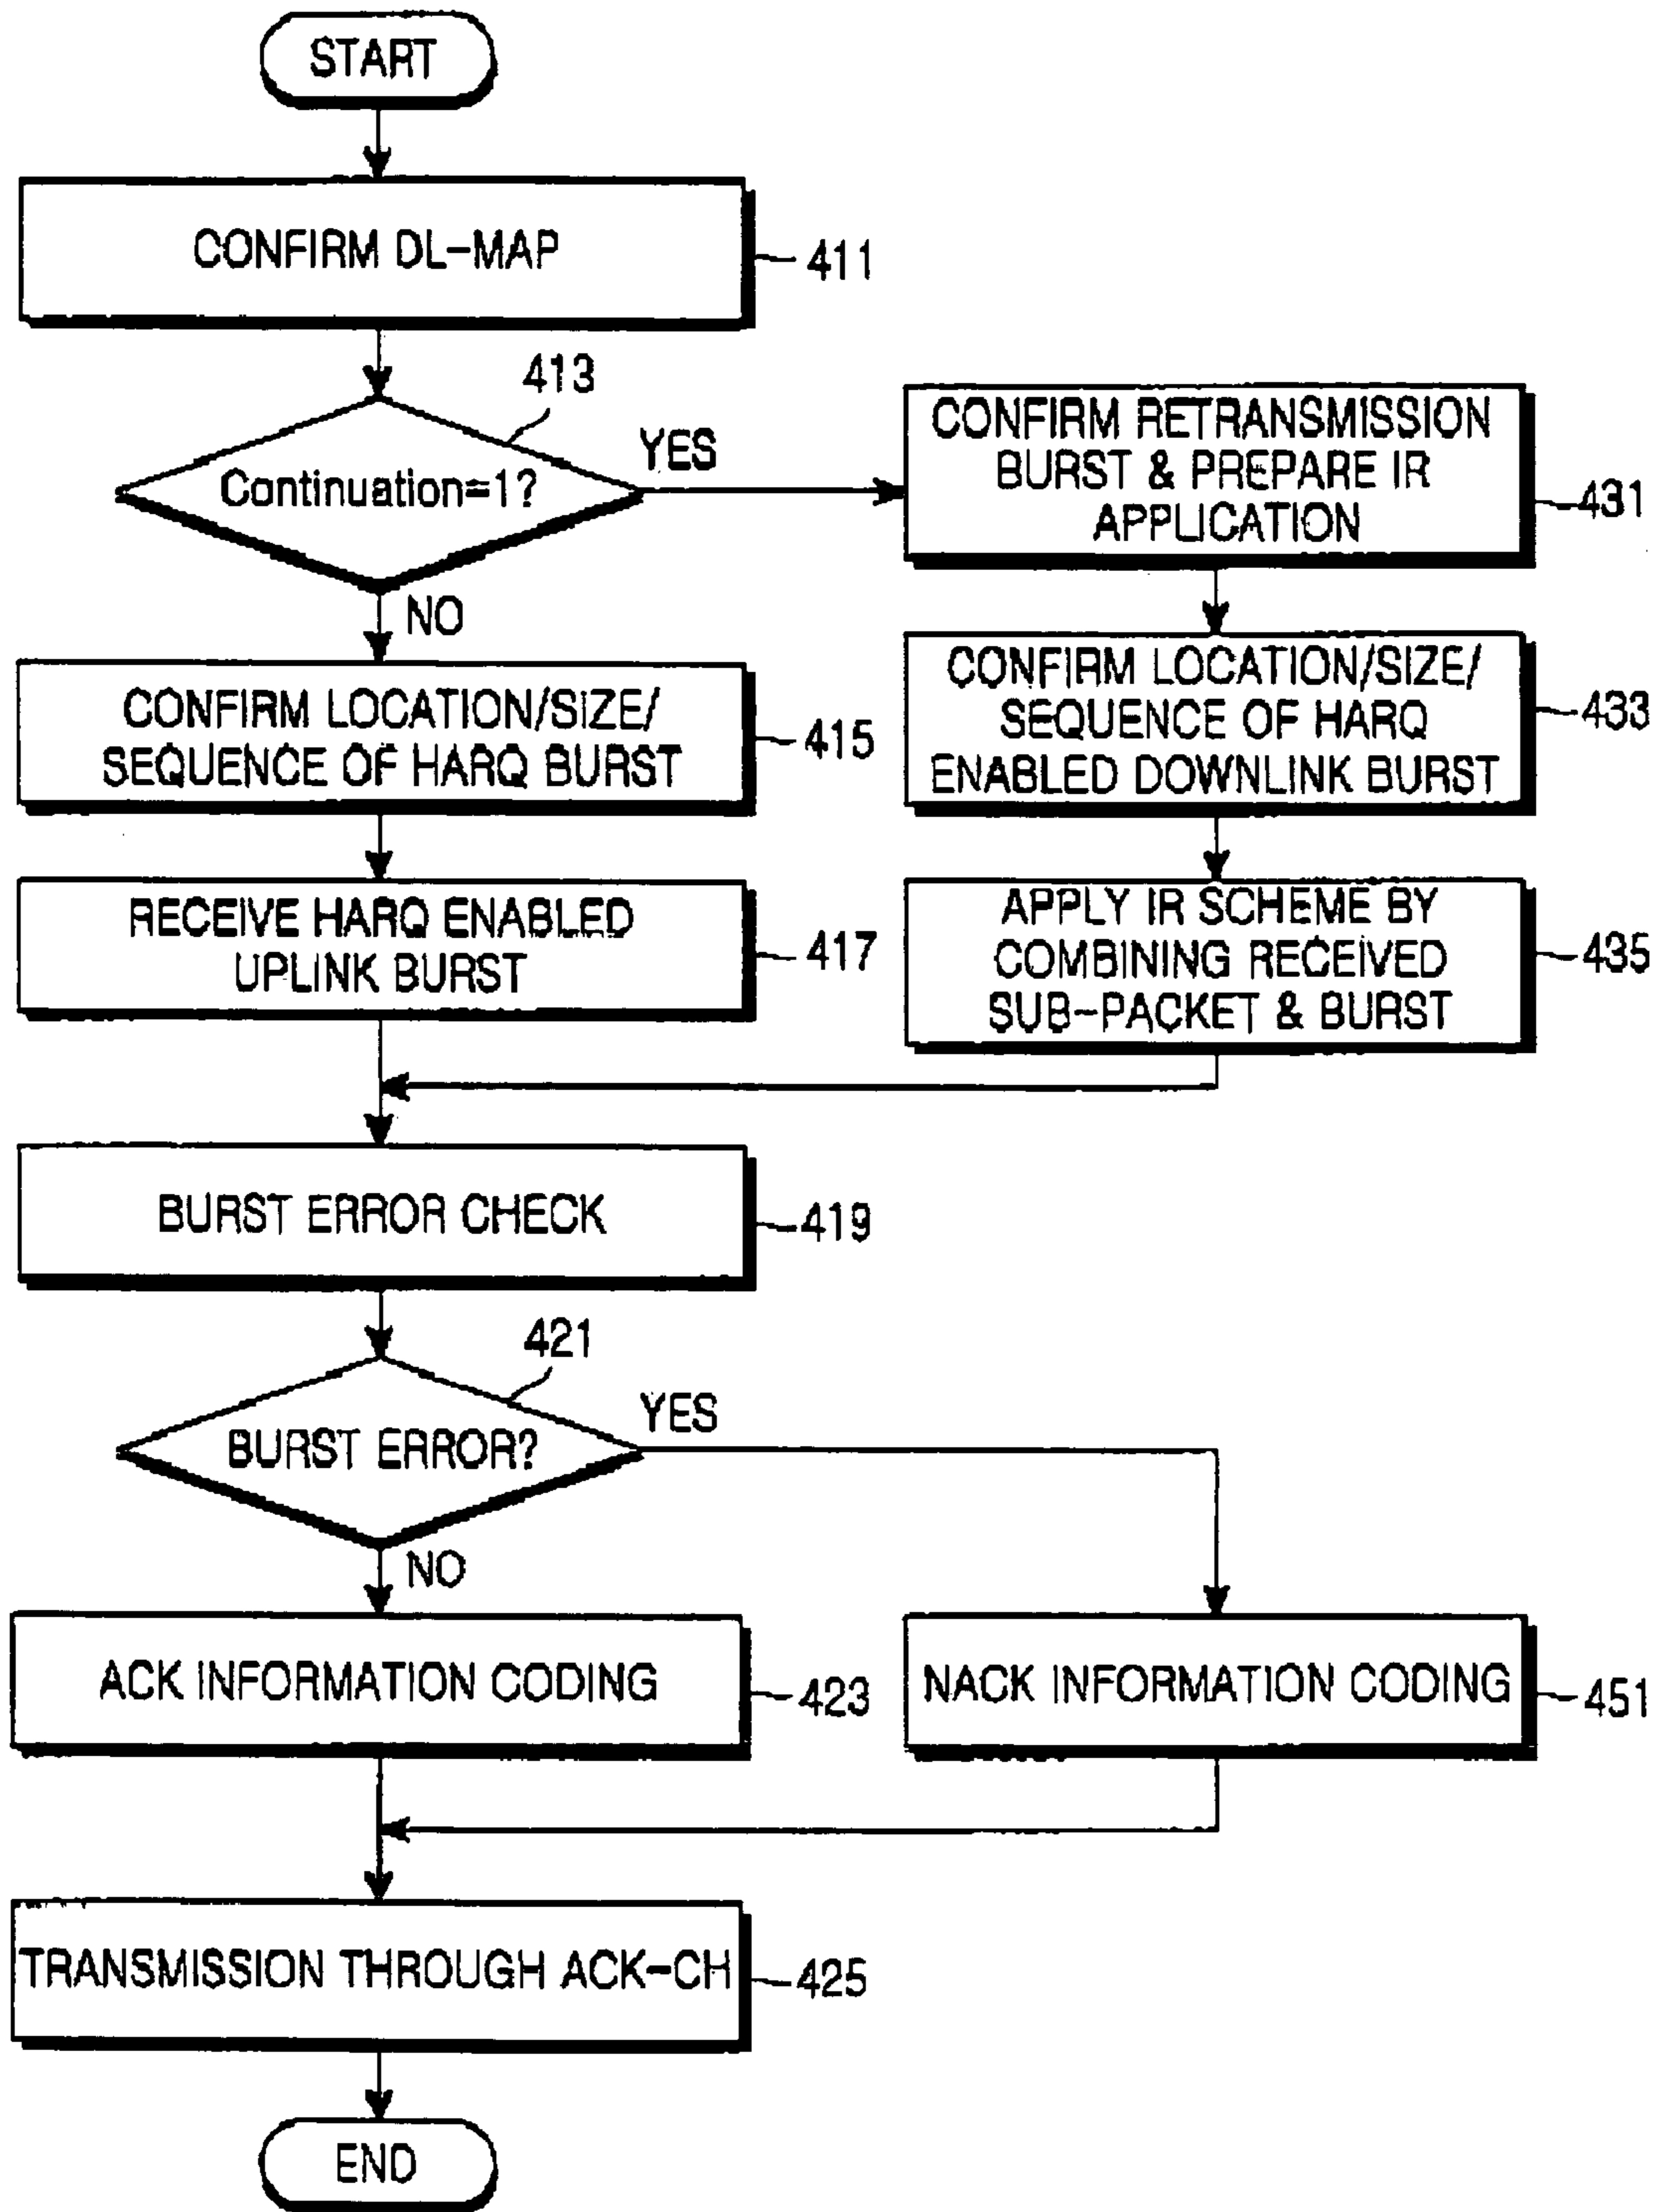 START
CONFIRM DL-MAP
411
413
Continuation=1?
YES
NO
CONFIRM RETRANSMISSION
BURST & PREPARE IR
APPLICATION
431
CONFIRM LOCATION/SIZE/
SEQUENCE OF HARQ BURST
415
CONFIRM LOCATION/SIZE/
SEQUENCE OF HARQ
ENABLED DOWNLINK BURST
433
RECEIVE HARQ ENABLED
UPLINK BURST
417
APPLY IR SCHEME BY
COMBINING RECEIVED
SUB-PACKET & BURST
435
BURST ERROR CHECK
419
421
BURST ERROR?
YES
NO
ACK INFORMATION CODING
423
NACK INFORMATION CODING
451
TRANSMISSION THROUGH ACK-CH
425
END